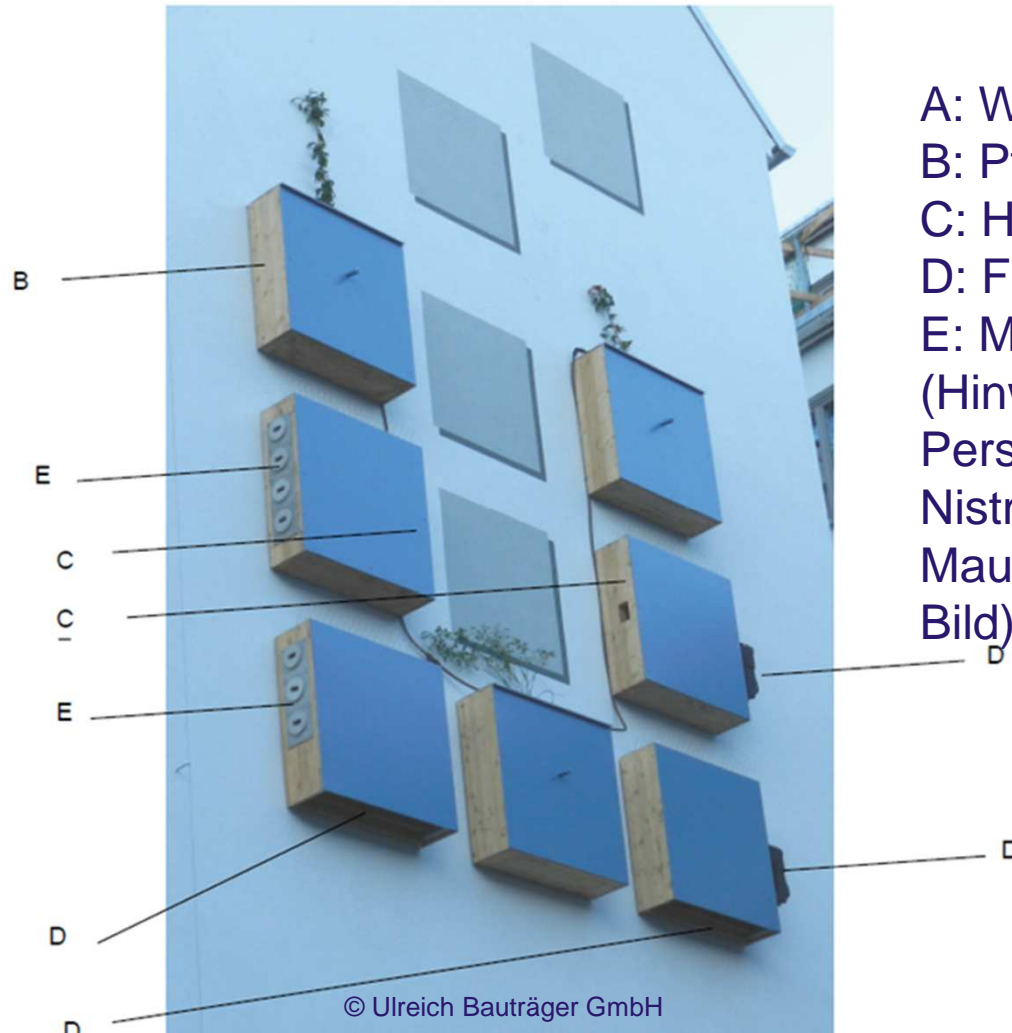 A: W
B:
C: H
D: F
E: M
(Hinw
Pers
Nistr
Mau
Bild)
B
E
C
C
E
D
D
D
D
D
© Ulreich Bauträger GmbH